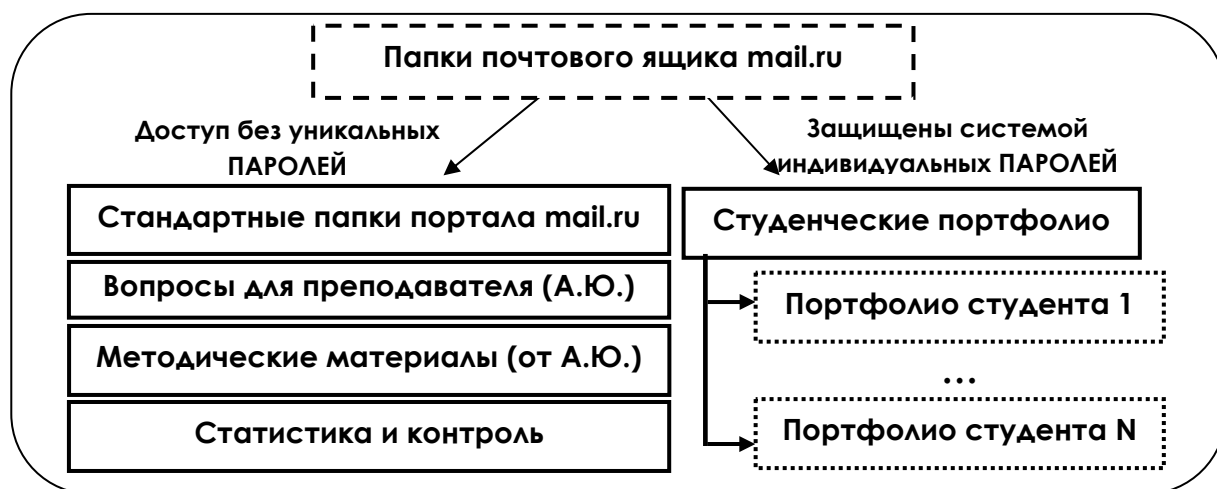 Папки почтового ящика mail.ru
Доступ без уникальных
ПАРОЛЕЙ
Защищены системой
индивидуальных ПАРОЛЕЙ
Стандартные папки портала mail.ru
Вопросы для преподавателя (А.Ю.)
Методические материалы (от А.Ю.)
Статистика и контроль
Студенческие портфолио
Портфолио студента 1
...
Портфолио студента N